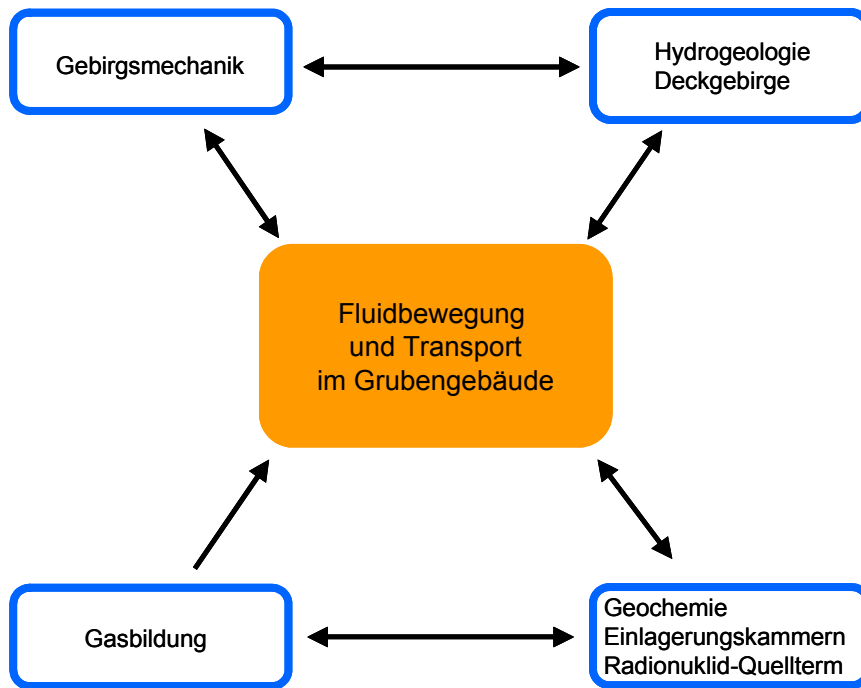 Gebirgsmechanik
Hydrogeologie
Deckgebirge
Fluidbewegung
und Transport
im Grubengebäude
Gasbildung
Geochemie
Einlagerungskammern
Radionuklid-Quellterm